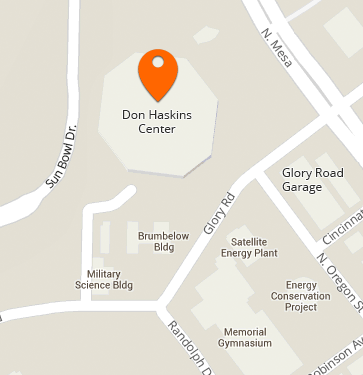 N. Mesa
Don Haskins
Center
Sun Bowl Dr.
Glory Road
Garage
Glory Rd
Cincinnat
Brumbelow
Bldg
Satellite
Energy Plant
N. Oregon St
Military
Science Bldg
Energy
Conservation
Project
Memorial
Gymnasium
Randolph D
Robinson Av